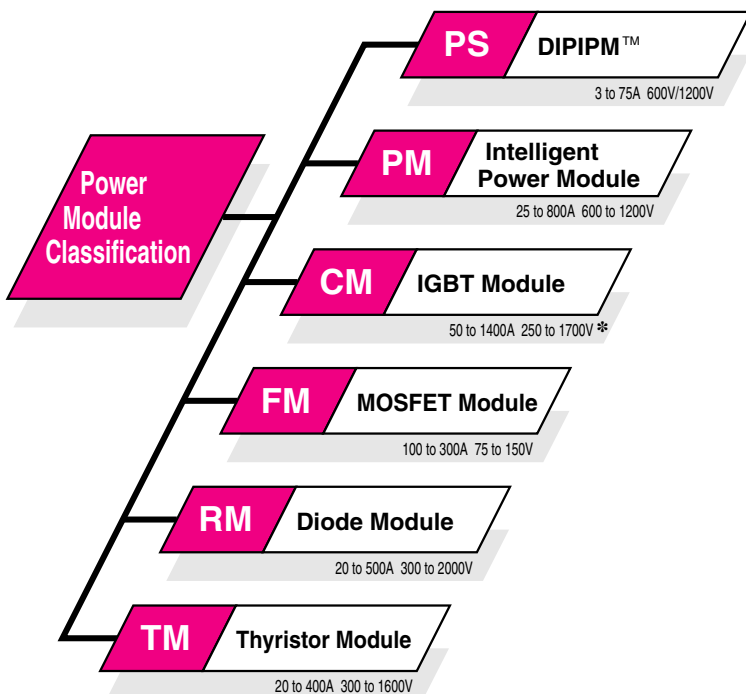 Power
Module
Classification
PS
DIPIPM™
3 to 75A 600V/1200V
PM
Intelligent
Power Module
25 to 800A 600 to 1200V
CM
IGBT Module
50 to 1400A 250 to 1700V *
FM
MOSFET Module
100 to 300A 75 to 150V
RM
Diode Module
20 to 500A 300 to 2000V
TM
Thyristor Module
20 to 400A 300 to 1600V